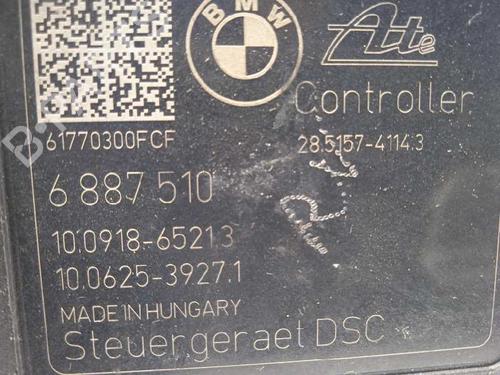 BMW
Ate
Controller
61770300FCF
28.5157-4114.3
6 887 510
10.0918-6521.3
10.0625-3927.1
MADE IN HUNGARY
Steuergeraet DSC